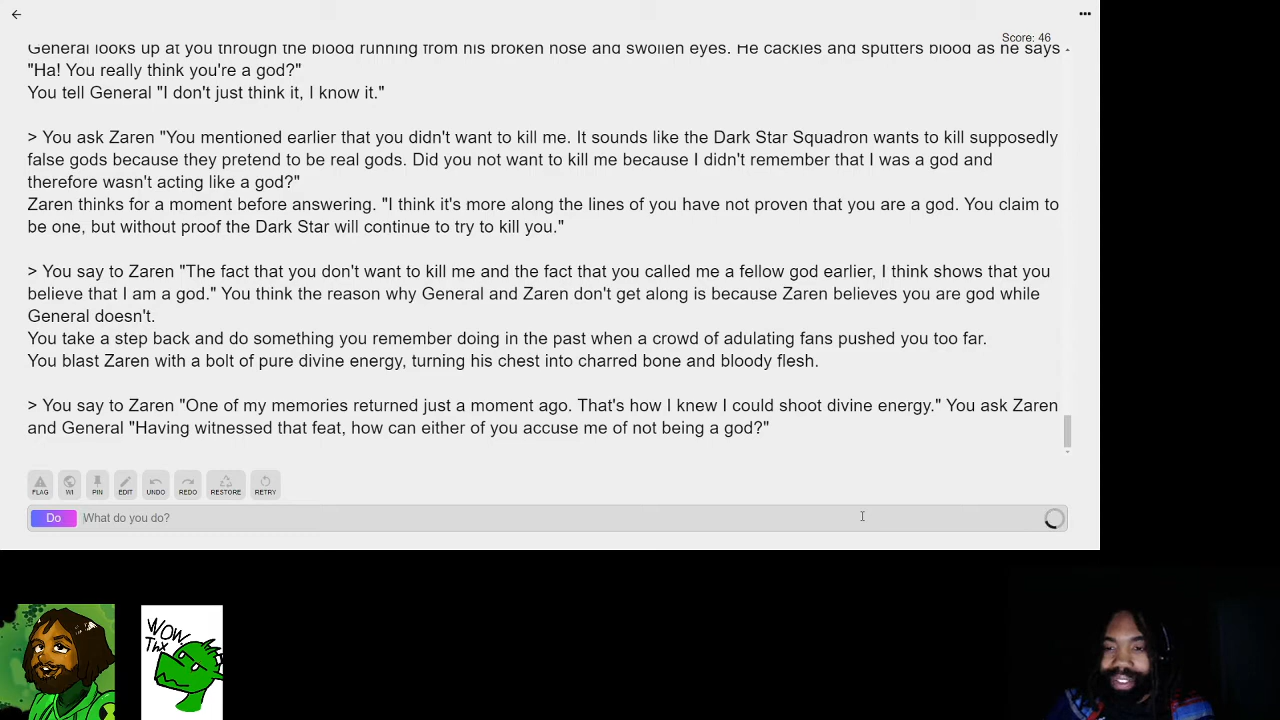 Score: 46
General looks up at you through the blood running from his broken nose and swollen eyes. He cackles and sputters blood as he says
"Ha! You really think you're a god?"
You tell General "I don't just think it, I know it."
> You ask Zaren "You mentioned earlier that you didn't want to kill me. It sounds like the Dark Star Squadron wants to kill supposedly
false gods because they pretend to be real gods. Did you not want to kill me because I didn't remember that I was a god and
therefore wasn't acting like a god?"
Zaren thinks for a moment before answering. "I think it's more along the lines of you have not proven that you are a god. You claim to
be one, but without proof the Dark Star will continue to try to kill you."
> You say to Zaren "The fact that you don't want to kill me and the fact that you called me a fellow god earlier, I think shows that you
believe that I am a god." You think the reason why General and Zaren don't get along is because Zaren believes you are god while
General doesn't.
You take a step back and do something you remember doing in the past when a crowd of adulating fans pushed you too far.
You blast Zaren with a bolt of pure divine energy, turning his chest into charred bone and bloody flesh.
> You say to Zaren "One of my memories returned just a moment ago. That's how I knew I could shoot divine energy." You ask Zaren
and General "Having witnessed that feat, how can either of you accuse me of not being a god?"
FLAG WI PIN EDIT UNDO REDO RESTORE RETRY
Do What do you do?
WOW
Thx